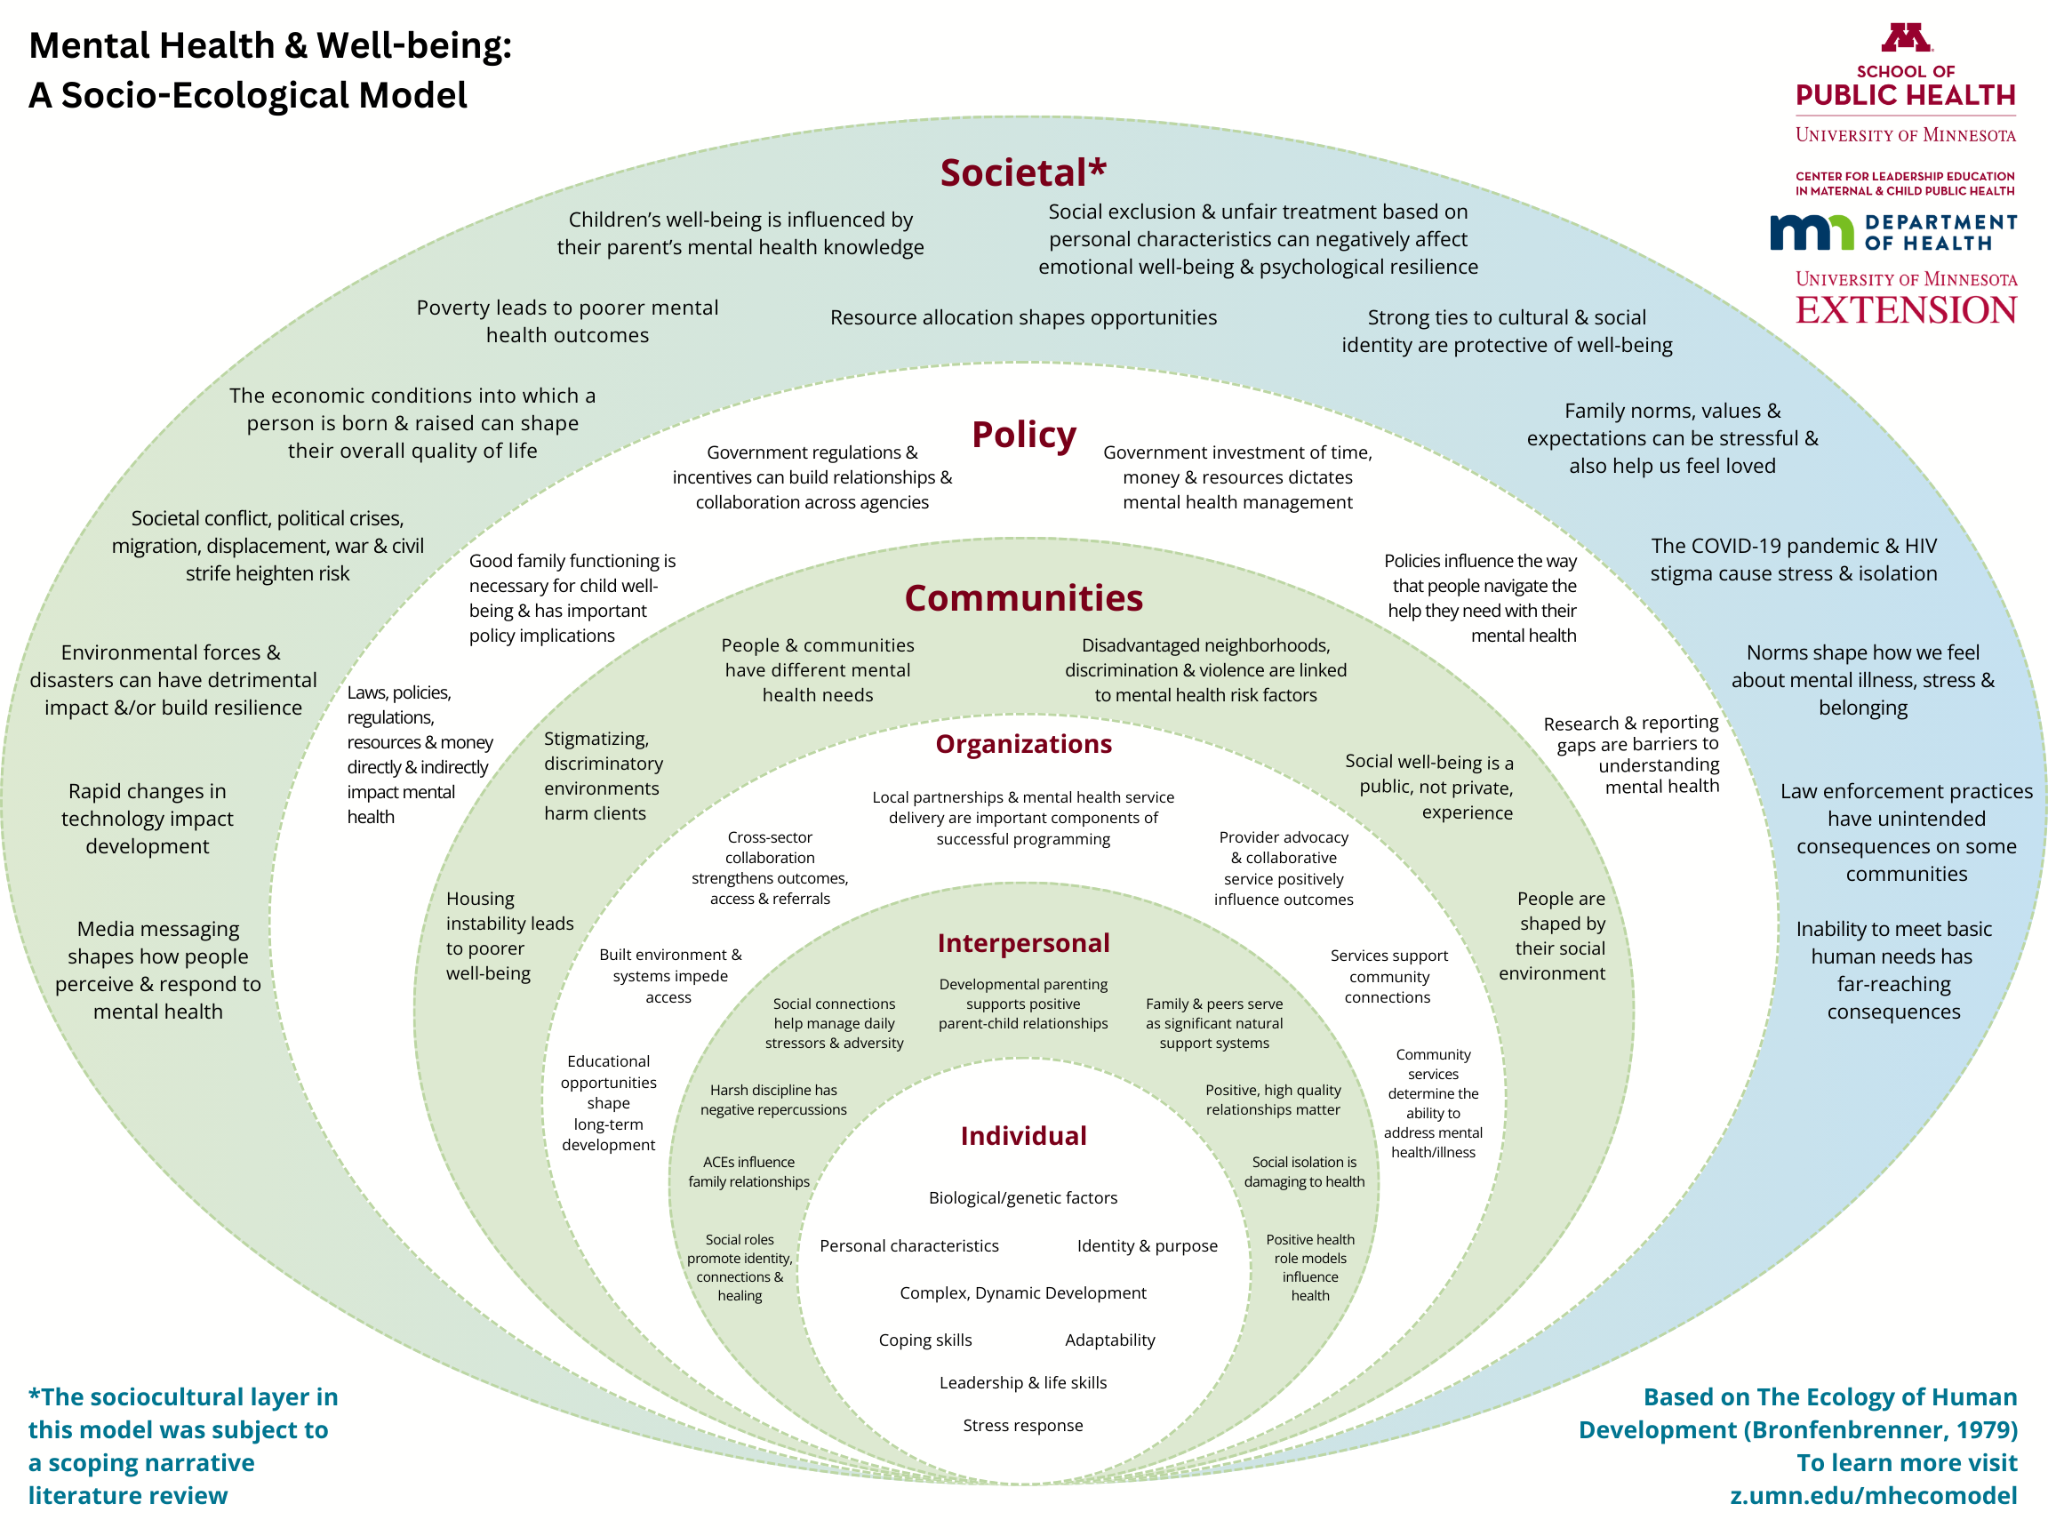 Mental Health & Well-being:
A Socio-Ecological Model
M
SCHOOL OF
PUBLIC HEALTH
UNIVERSITY OF MINNESOTA
CENTER FOR LEADERSHIP EDUCATION
IN MATERNAL & CHILD PUBLIC HEALTH
mn DEPARTMENT
OF HEALTH
UNIVERSITY OF MINNESOTA
EXTENSION
Societal*
Children's well-being is influenced by
their parent's mental health knowledge
Social exclusion & unfair treatment based on
personal characteristics can negatively affect
emotional well-being & psychological resilience
Poverty leads to poorer mental
health outcomes
Resource allocation shapes opportunities
Strong ties to cultural & social
identity are protective of well-being
The economic conditions into which a
person is born & raised can shape
their overall quality of life
Family norms, values &
expectations can be stressful &
also help us feel loved
Societal conflict, political crises,
migration, displacement, war & civil
strife heighten risk
The COVID-19 pandemic & HIV
stigma cause stress & isolation
Environmental forces &
disasters can have detrimental
impact &/or build resilience
Norms shape how we feel
about mental illness, stress &
belonging
Rapid changes in
technology impact
development
Law enforcement practices
have unintended
consequences on some
communities
Media messaging
shapes how people
perceive & respond to
mental health
Inability to meet basic
human needs has
far-reaching
consequences
Policy
Government regulations &
incentives can build relationships &
collaboration across agencies
Government investment of time,
money & resources dictates
mental health management
Good family functioning is
necessary for child well-
being & has important
policy implications
Policies influence the way
that people navigate the
help they need with their
mental health
Laws, policies,
regulations,
resources & money
directly & indirectly
impact mental
health
Research & reporting
gaps are barriers to
understanding
mental health
Communities
People & communities
have different mental
health needs
Disadvantaged neighborhoods,
discrimination & violence are linked
to mental health risk factors
Stigmatizing,
discriminatory
environments
harm clients
Social well-being is a
public, not private,
experience
Housing
instability leads
to poorer
well-being
People are
shaped by
their social
environment
Organizations
Local partnerships & mental health service
delivery are important components of
successful programming
Cross-sector
collaboration
strengthens outcomes,
access & referrals
Provider advocacy
& collaborative
service positively
influence outcomes
Built environment &
systems impede
access
Services support
community
connections
Educational
opportunities
shape
long-term
development
Community
services
determine the
ability to
address mental
health/illness
Interpersonal
Social connections
help manage daily
stressors & adversity
Developmental parenting
supports positive
parent-child relationships
Family & peers serve
as significant natural
support systems
Harsh discipline has
negative repercussions
Positive, high quality
relationships matter
ACEs influence
family relationships
Social isolation is
damaging to health
Social roles
promote identity,
connections &
healing
Positive health
role models
influence
health
Individual
Biological/genetic factors
Personal characteristics
Identity & purpose
Complex, Dynamic Development
Coping skills
Adaptability
Leadership & life skills
Stress response
*The sociocultural layer in
this model was subject to
a scoping narrative
literature review
Based on The Ecology of Human
Development (Bronfenbrenner, 1979)
To learn more visit
z.umn.edu/mhecomodel